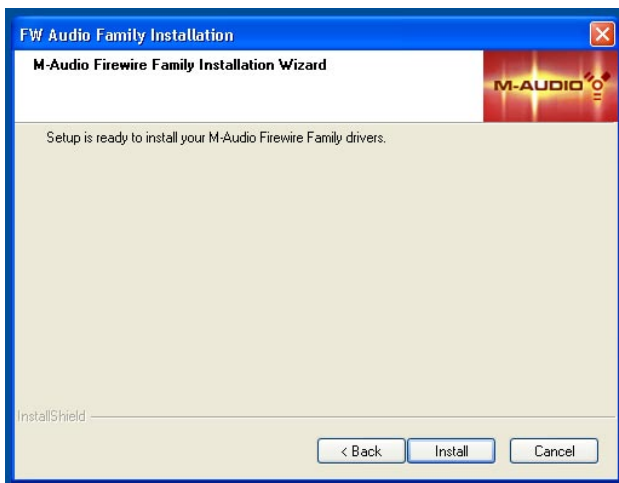 FW Audio Family Installation
M-Audio Firewire Family Installation Wizard
M-AUDIO
Setup is ready to install your M-Audio Firewire Family drivers.
InstallShield
< Back
Install
Cancel